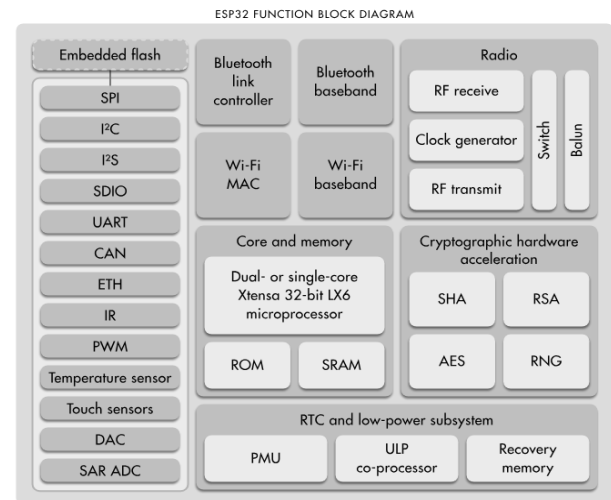 ESP32 FUNCTION BLOCK DIAGRAM
Embedded flash
SPI
I²C
I²S
SDIO
UART
CAN
ETH
IR
PWM
Temperature sensor
Touch sensors
DAC
SAR ADC
Bluetooth
link
controller
Bluetooth
baseband
Wi-Fi
MAC
Wi-Fi
baseband
Radio
RF receive
Clock generator
RF transmit
Switch
Balun
Core and memory
Dual- or single-core
Xtensa 32-bit LX6
microprocessor
ROM
SRAM
Cryptographic hardware
acceleration
SHA
RSA
AES
RNG
RTC and low-power subsystem
PMU
ULP
co-processor
Recovery
memory